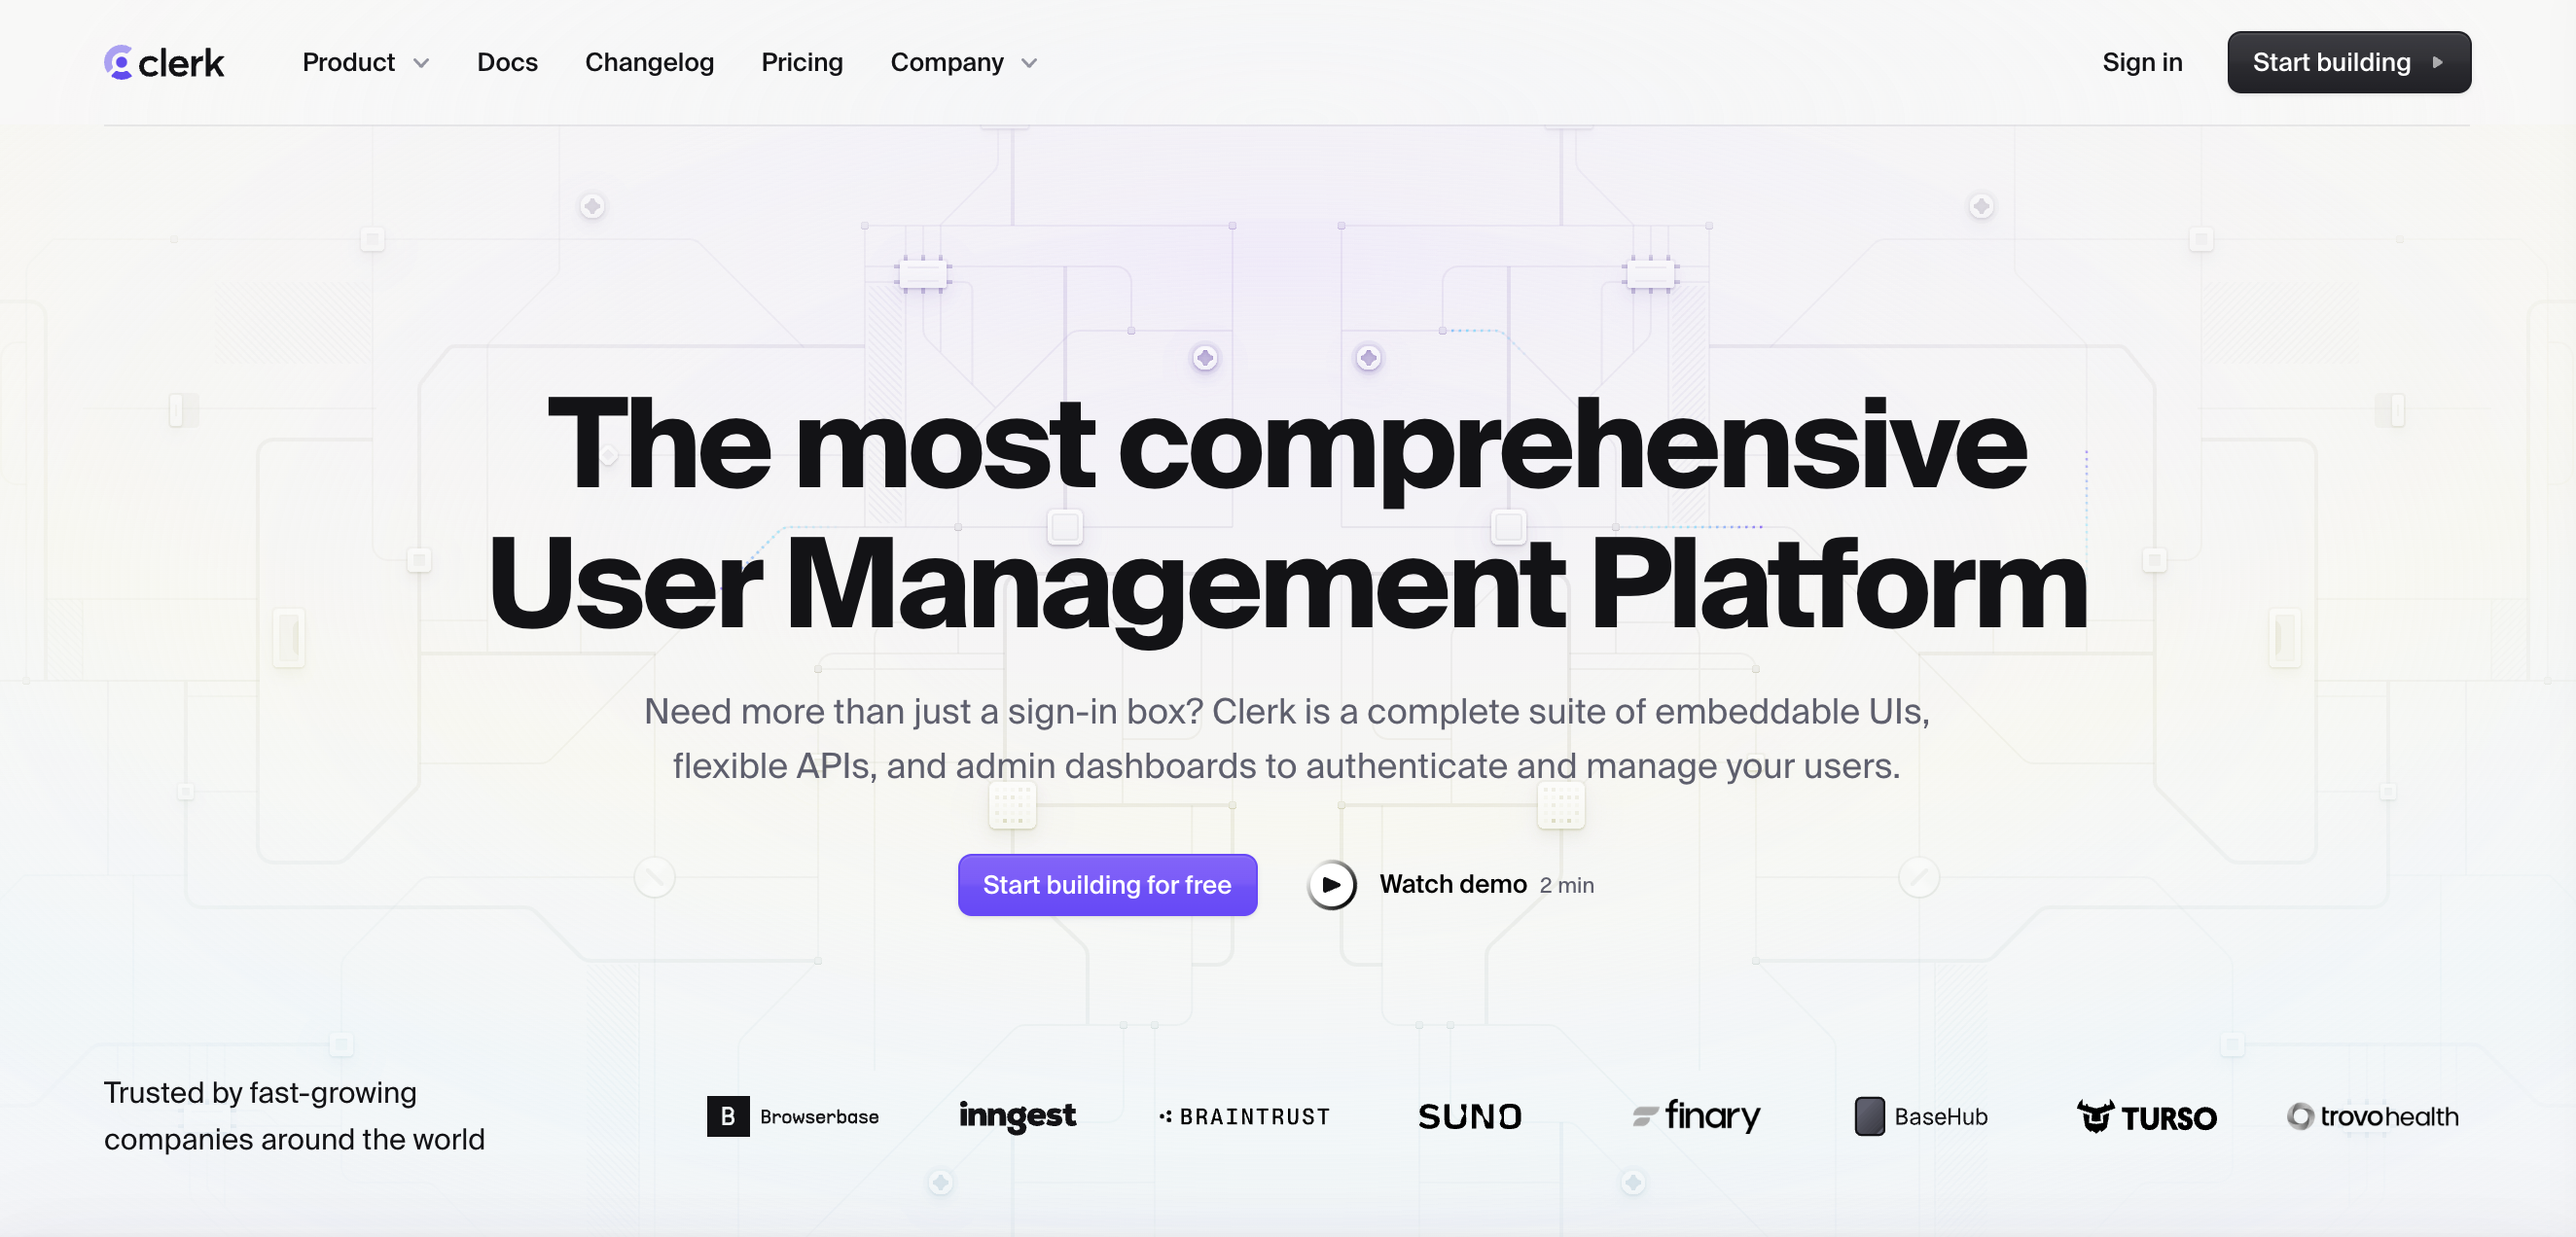 clerk
Product
Docs
Changelog
Pricing
Company
Sign in
Start building
The most comprehensive
User Management Platform
Need more than just a sign-in box? Clerk is a complete suite of embeddable UIs,
flexible APIs, and admin dashboards to authenticate and manage your users.
Start building for free
Watch demo 2 min
Trusted by fast-growing
companies around the world
B Browserbase
inngest
BRAINTRUST
SUNO
finary
BaseHub
TURSO
trovohealth